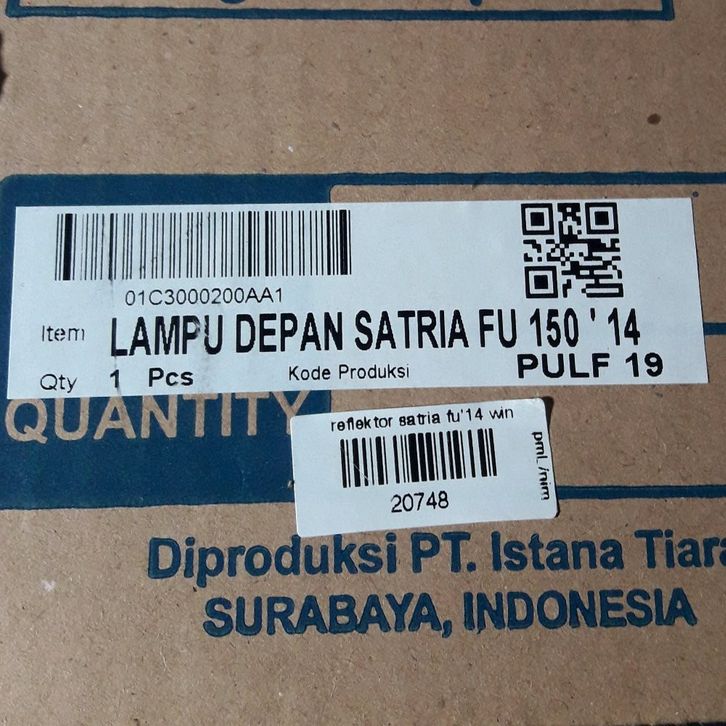 01C3000200AA1
Item LAMPU DEPAN SATRIA FU 150 ' 14
Qty 1 Pcs Kode Produksi PULF 19
QUANTITY
reflektor satria fu'14 win
pml./nim
20748
Diproduksi PT. Istana Tiara
SURABAYA, INDONESIA